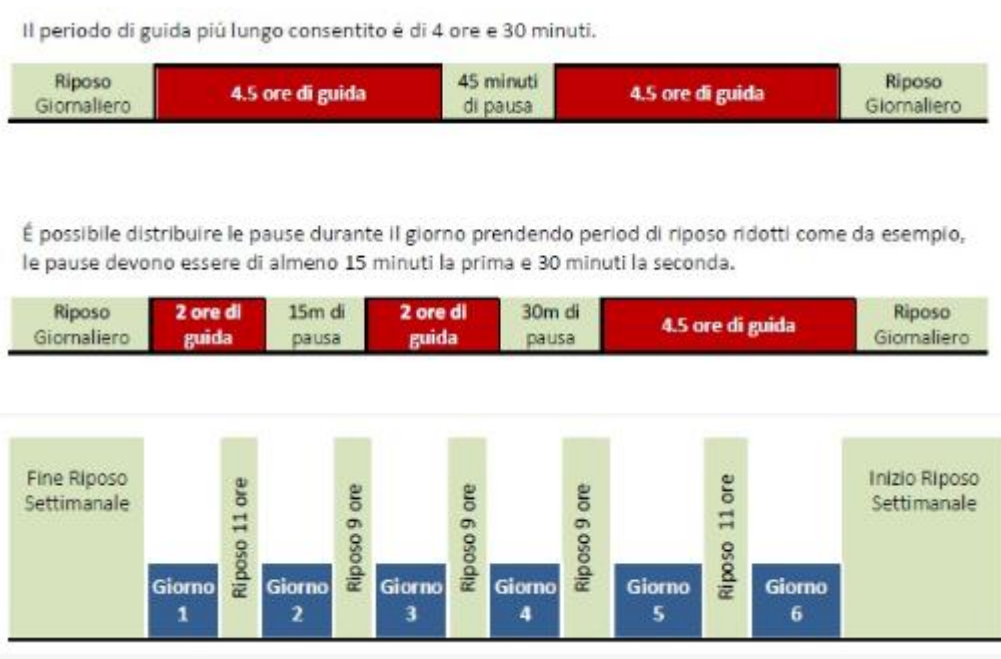 Il periodo di guida più lungo consentito é di 4 ore e 30 minuti.
Riposo Giornaliero
4.5 ore di guida
45 minuti di pausa
4.5 ore di guida
Riposo Giornaliero
É possibile distribuire le pause durante il giorno prendendo period di riposo ridotti come da esempio,
le pause devono essere di almeno 15 minuti la prima e 30 minuti la seconda.
Riposo Giornaliero
2 ore di guida
15m di pausa
2 ore di guida
30m di pausa
4.5 ore di guida
Riposo Giornaliero
Fine Riposo
Settimanale
Giorno
1
Riposo 11 ore
Giorno
2
Riposo 9 ore
Giorno
3
Riposo 9 ore
Giorno
4
Riposo 9 ore
Giorno
5
Riposo 11 ore
Giorno
6
Inizio Riposo
Settimanale